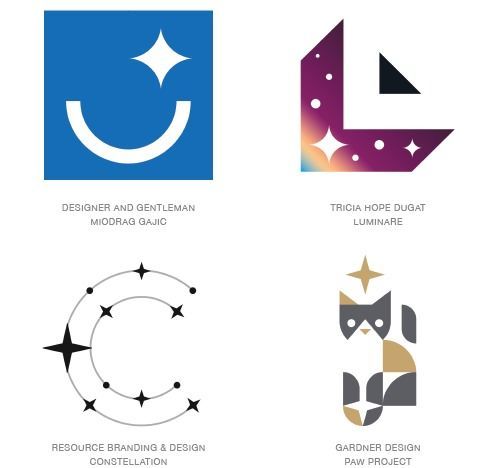 DESIGNER AND GENTLEMAN
MIODRAG GAJIC
TRICIA HOPE DUGAT
LUMINARE
RESOURCE BRANDING & DESIGN
CONSTELLATION
GARDNER DESIGN
PAW PROJECT